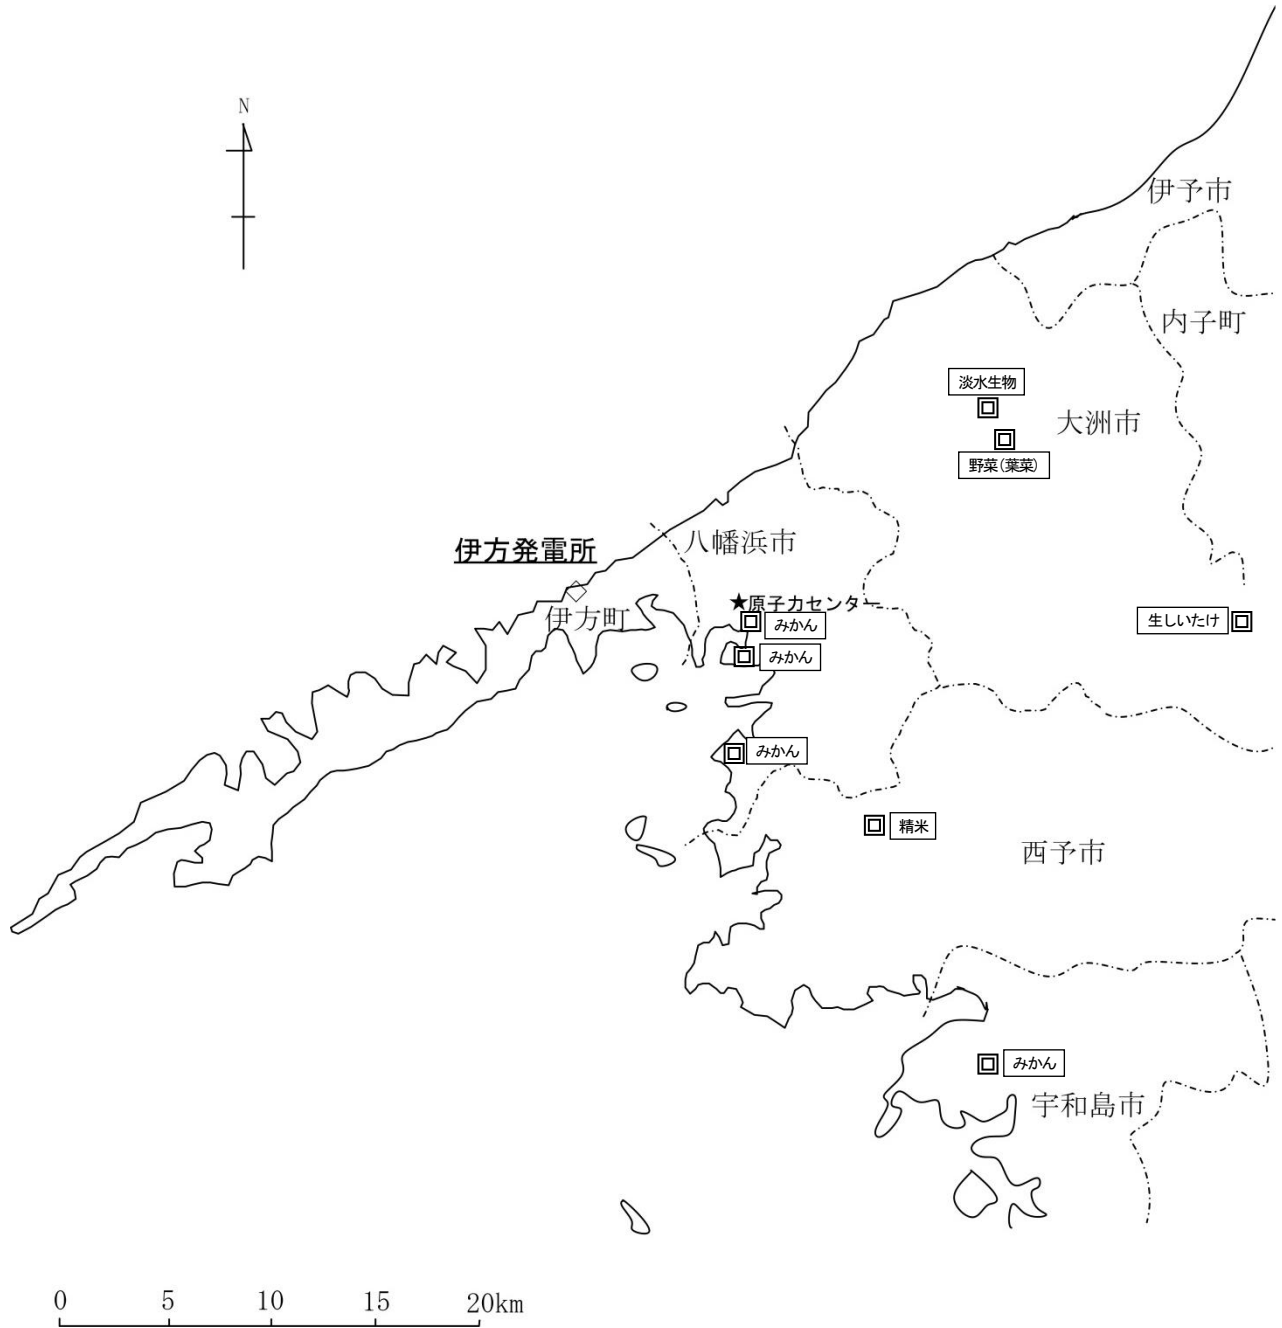 N
伊予市
内子町
淡水生物
大洲市
野菜(葉菜)
八幡浜市
伊方発電所
★原子力センター
伊方町
みかん
生しいたけ
みかん
みかん
精米
西予市
みかん
宇和島市
0 5 10 15 20km